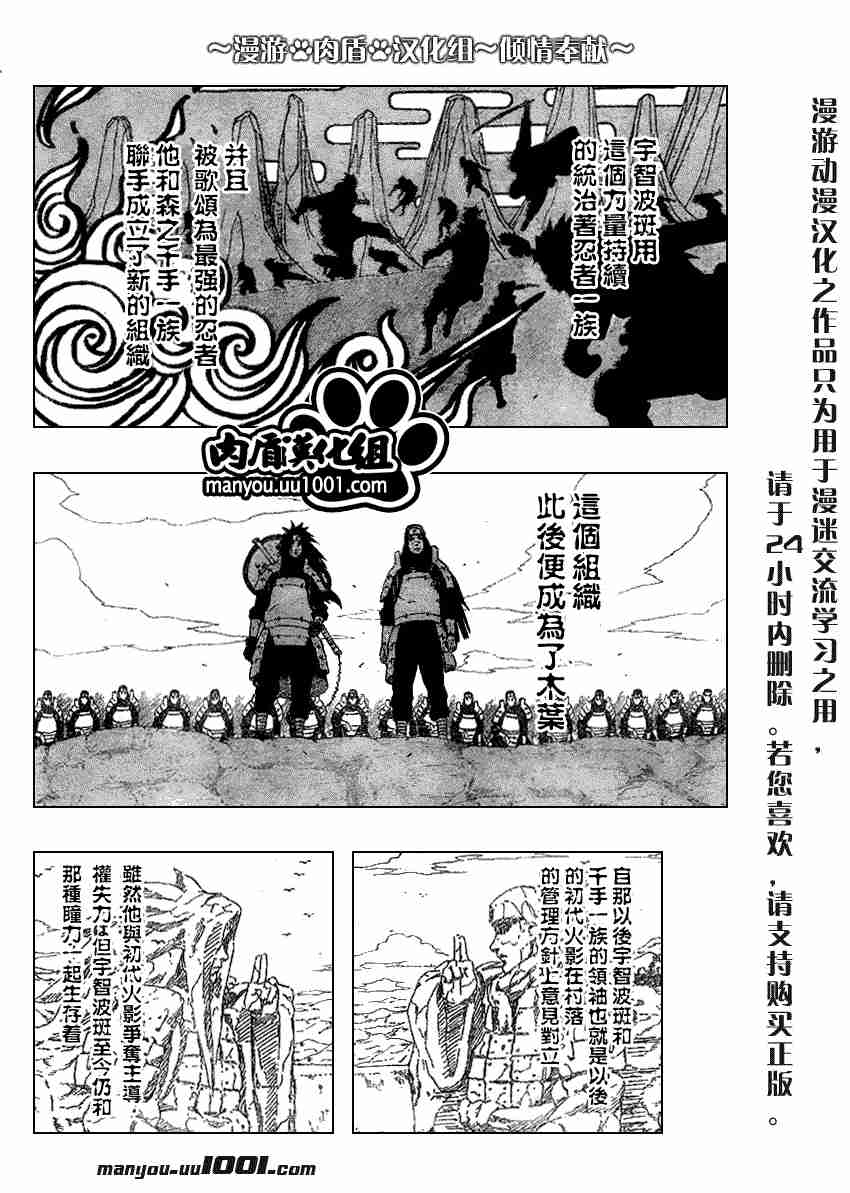 ～漫游肉盾汉化组～倾情奉献～
宇智波斑用
這個力量持續
的統治著忍者一族
并且
被歌頌為最强的忍者
他和森之千手一族
聯手成立了新的組織
肉盾漢化組
manyou.uu1001.com
這個組織
此後便成為了木葉
自那以後宇智波斑和
千手一族的領袖也就是以後
的初代火影在村落
的管理方針上意見對立
雖然他與初代火影爭奪主導
權失力但宇智波斑至今仍和
那種瞳力一起生存着
漫游动漫汉化之作品只为用于漫迷交流学习之用，
请于24小时内删除。若您喜欢，请支持购买正版。
manyou.uu1001.com